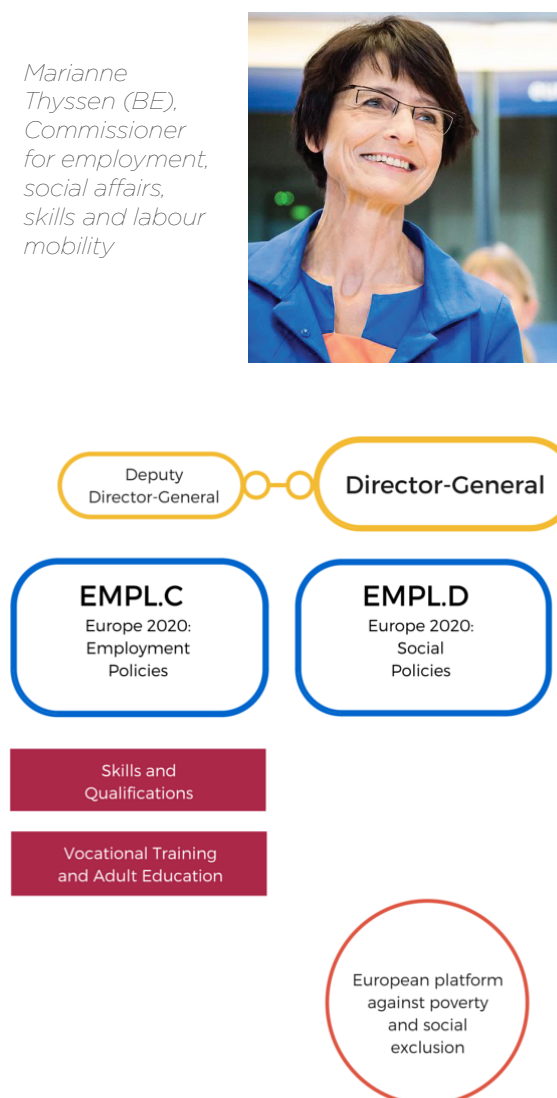 Marianne
Thyssen (BE),
Commissioner
for employment,
social affairs,
skills and labour
mobility
Deputy
Director-General
Director-General
EMPL.C
Europe 2020:
Employment
Policies
EMPL.D
Europe 2020:
Social
Policies
Skills and
Qualifications
Vocational Training
and Adult Education
European platform
against poverty
and social
exclusion